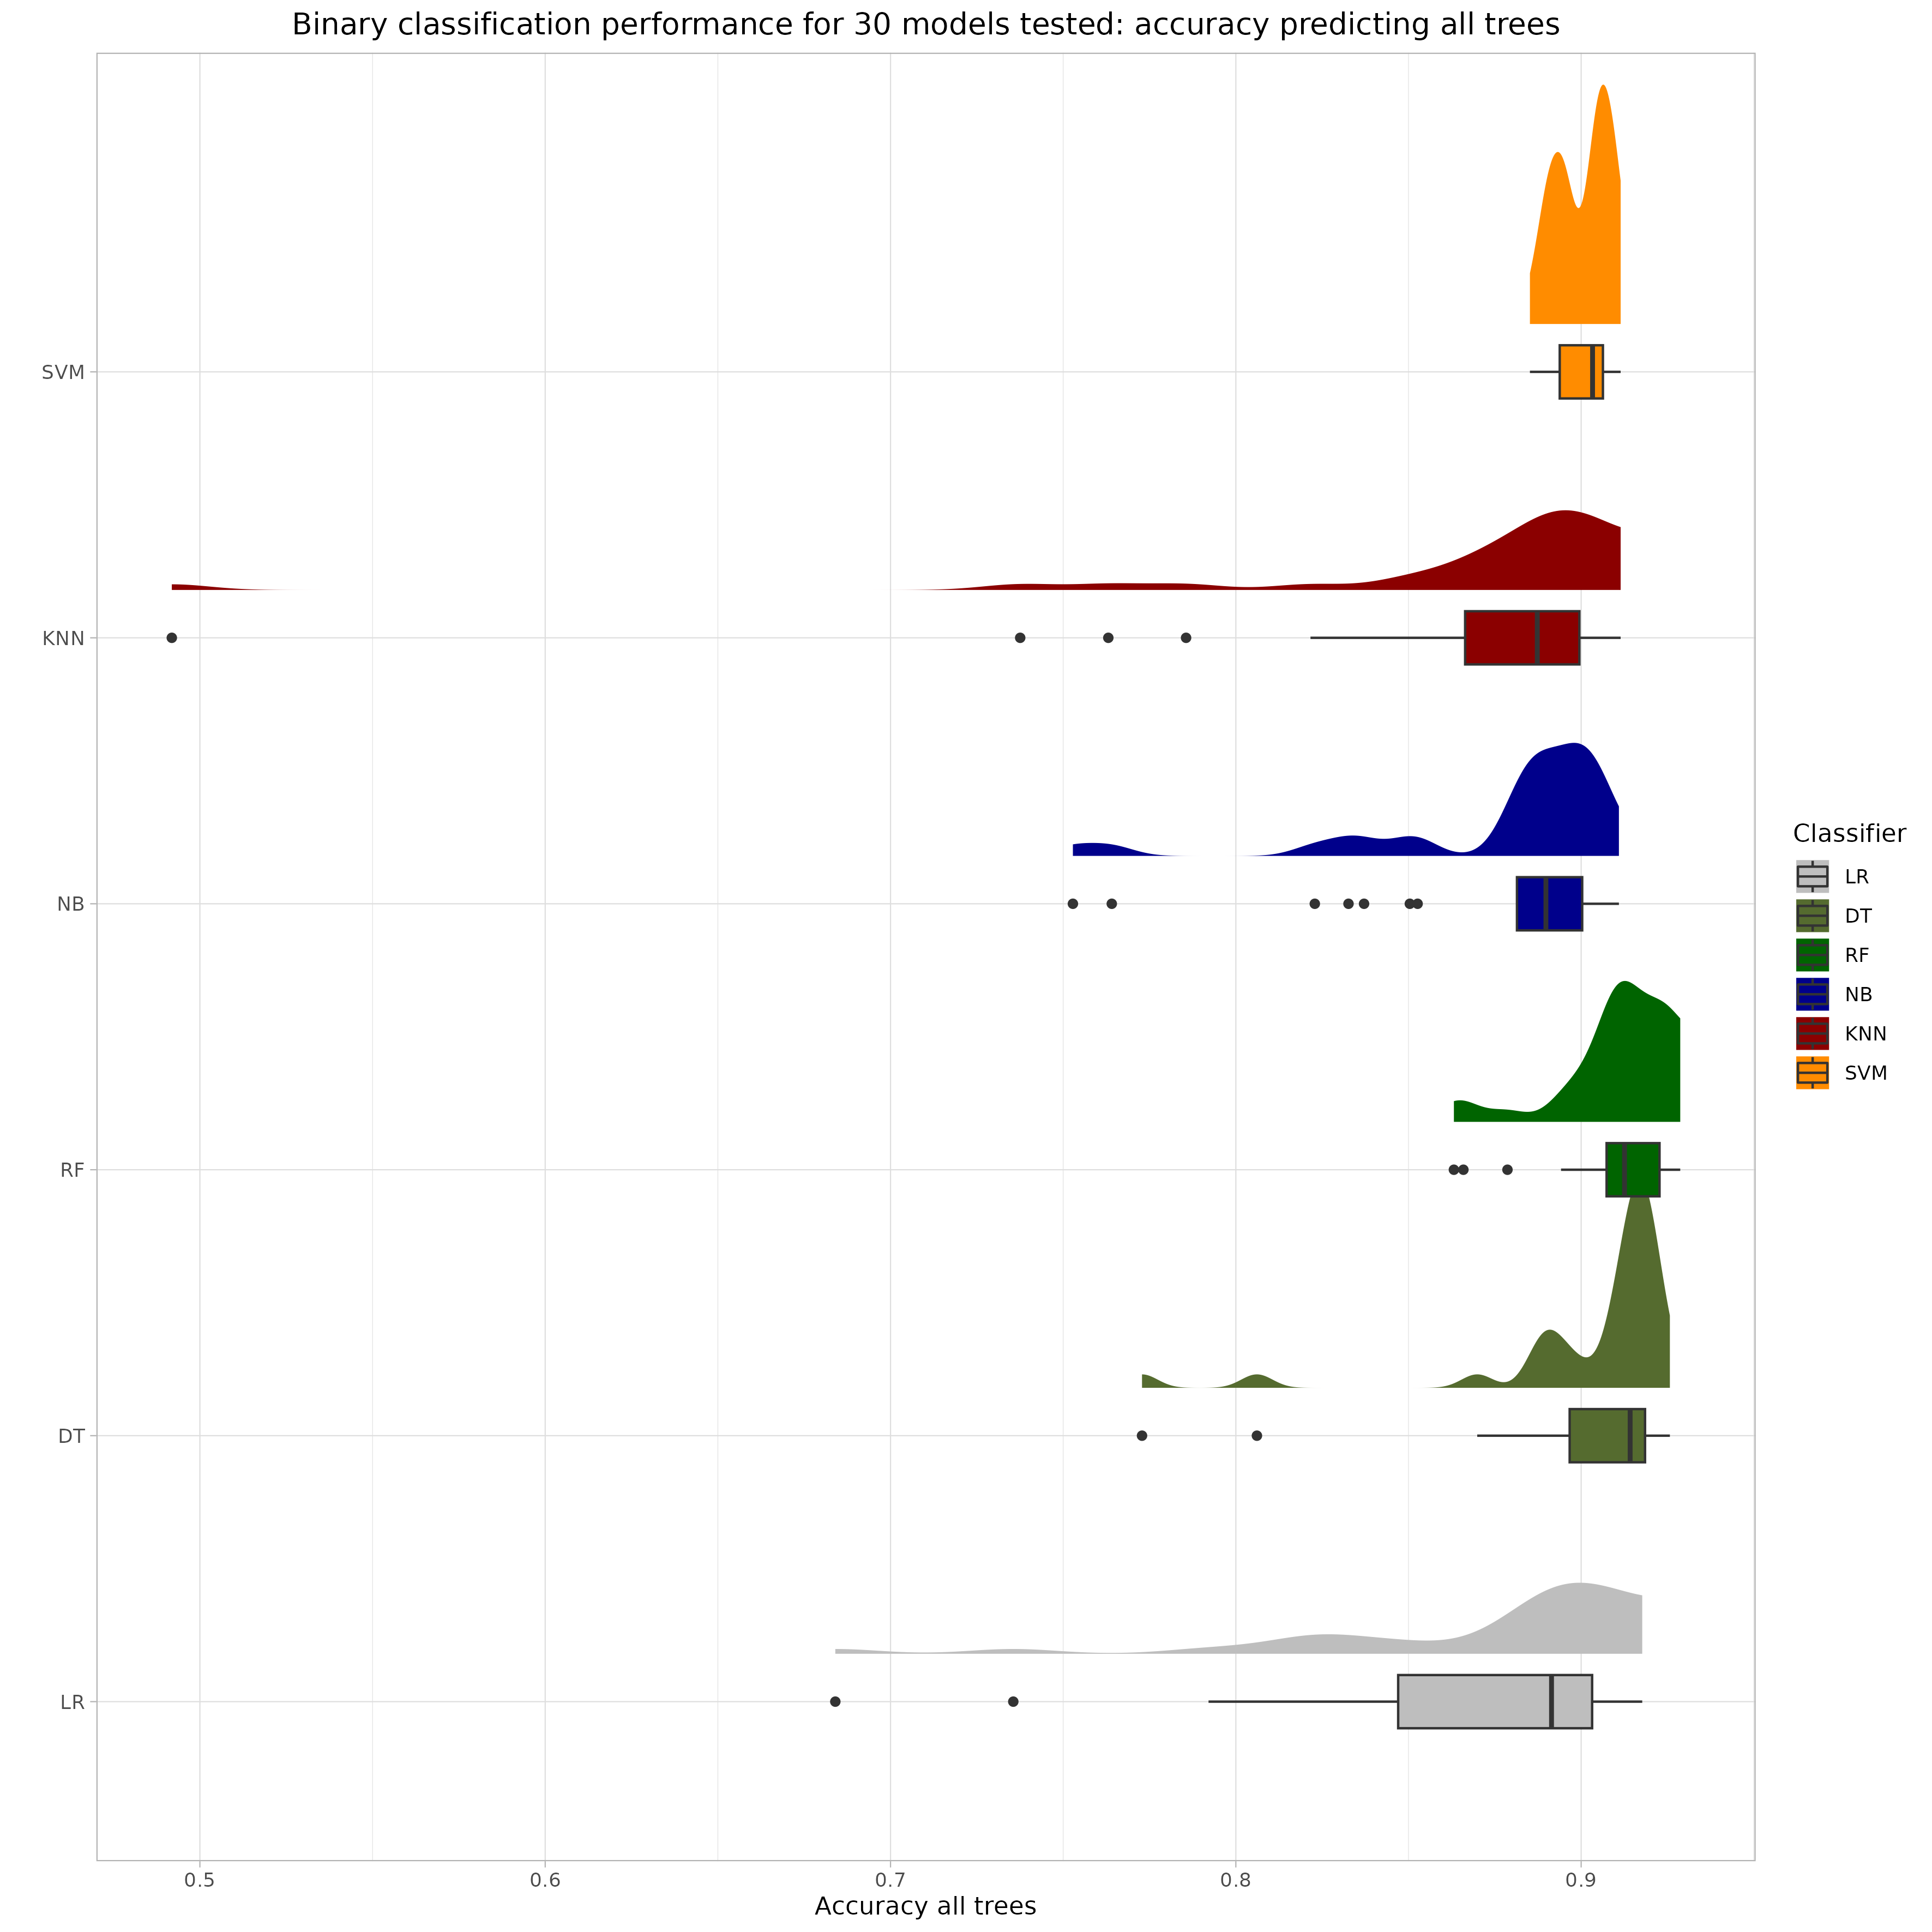 Binary classification performance for 30 models tested: accuracy predicting all trees
SVM
KNN
NB
RF
DT
LR
0.5 0.6 0.7 0.8 0.9
Accuracy all trees
Classifier
LR
DT
RF
NB
KNN
SVM